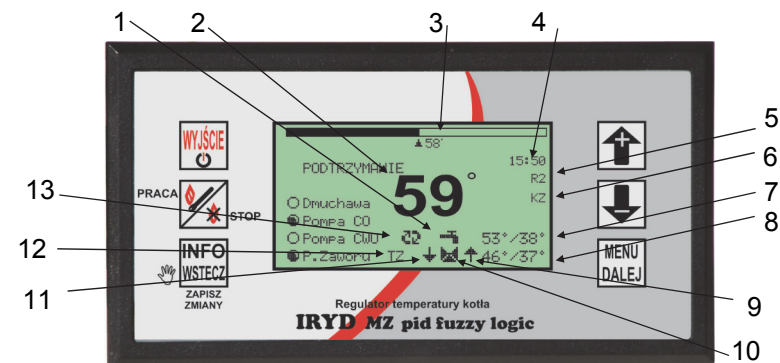 1
2
3
4
5
6
7
8
9
10
11
12
13
WYJŚCIE
PRACA
STOP
INFO
WSTECZ
ZAPISZ
ZMIANY
58°
15:50
PODTRZYMANIE
59°
R2
KZ
Dmuchawa
Pompa CO
Pompa CWU
53°/38°
P.Zaworu TZ
46°/37°
MENU
DALEJ
Regulator temperatury kotła
IRYD MZ pid fuzzy logic